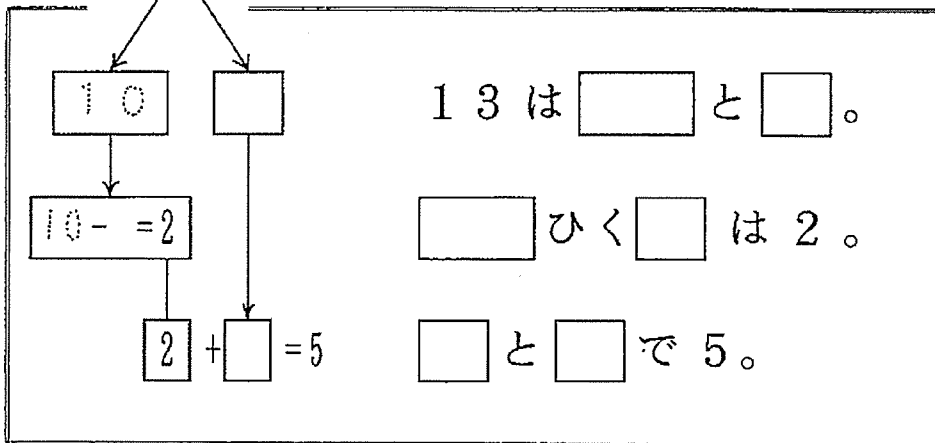 10
13は と 。
10- =2
ひく は2。
2 + =5
と で5。